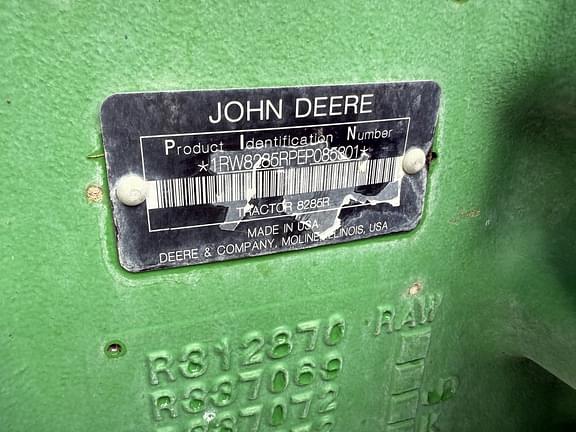 JOHN DEERE
Product Identification Number
*1RW8285RPEP085801*
TRACTOR 8285R
MADE IN USA
DEERE & COMPANY, MOLINE, ILLINOIS, USA
R312870 RAW
R337069
R337072